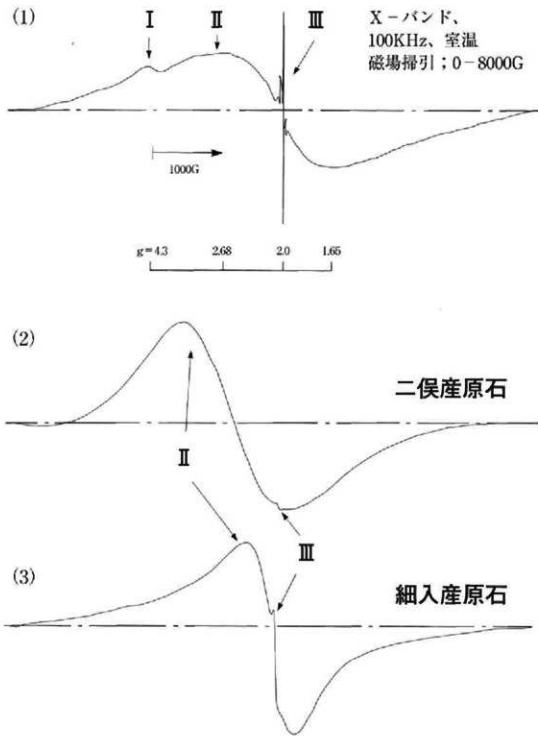 (1)
I
II
III
X－バンド、
100KHz、室温
磁場掃引；0－8000G
1000G
g=4.3 2.68 2.0 1.65
(2)
二俣産原石
II
III
(3)
細入産原石